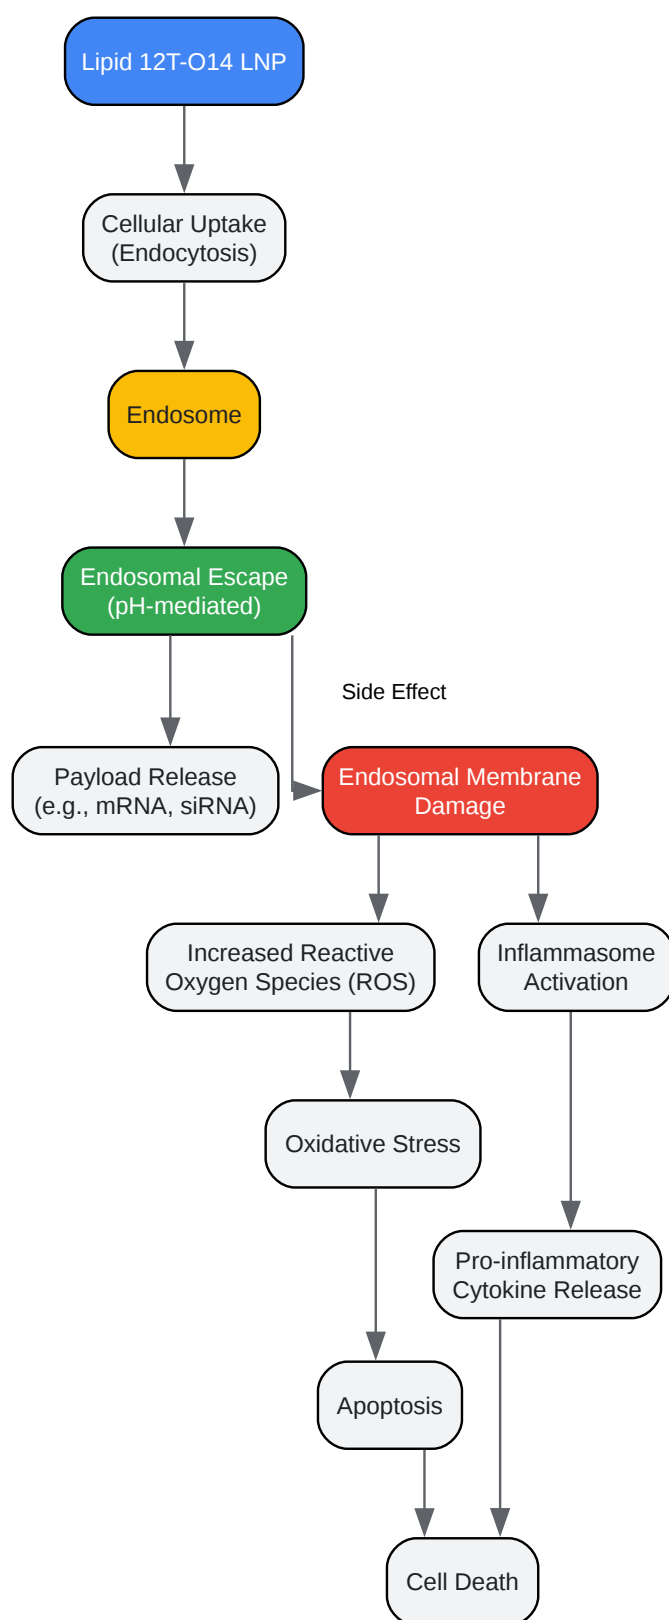 Lipid 12T-O14 LNP
Cellular Uptake
(Endocytosis)
Endosome
Endosomal Escape
(pH-mediated)
Side Effect
Payload Release
(e.g., mRNA, siRNA)
Endosomal Membrane
Damage
Increased Reactive
Oxygen Species (ROS)
Inflammasome
Activation
Oxidative Stress
Pro-inflammatory
Cytokine Release
Apoptosis
Cell Death